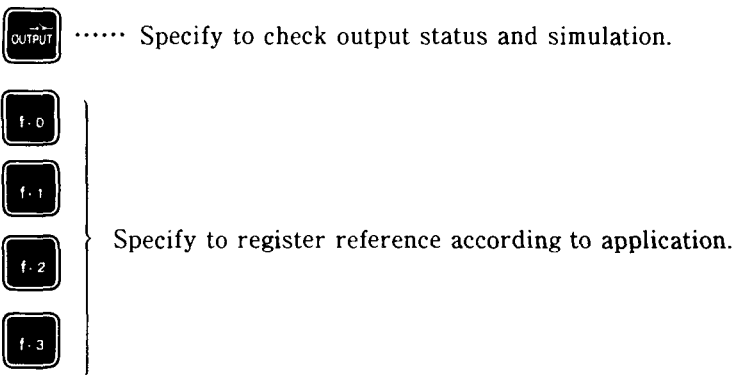 OUTPUT ...... Specify to check output status and simulation.
f·0
f·1
Specify to register reference according to application.
f·2
f·3